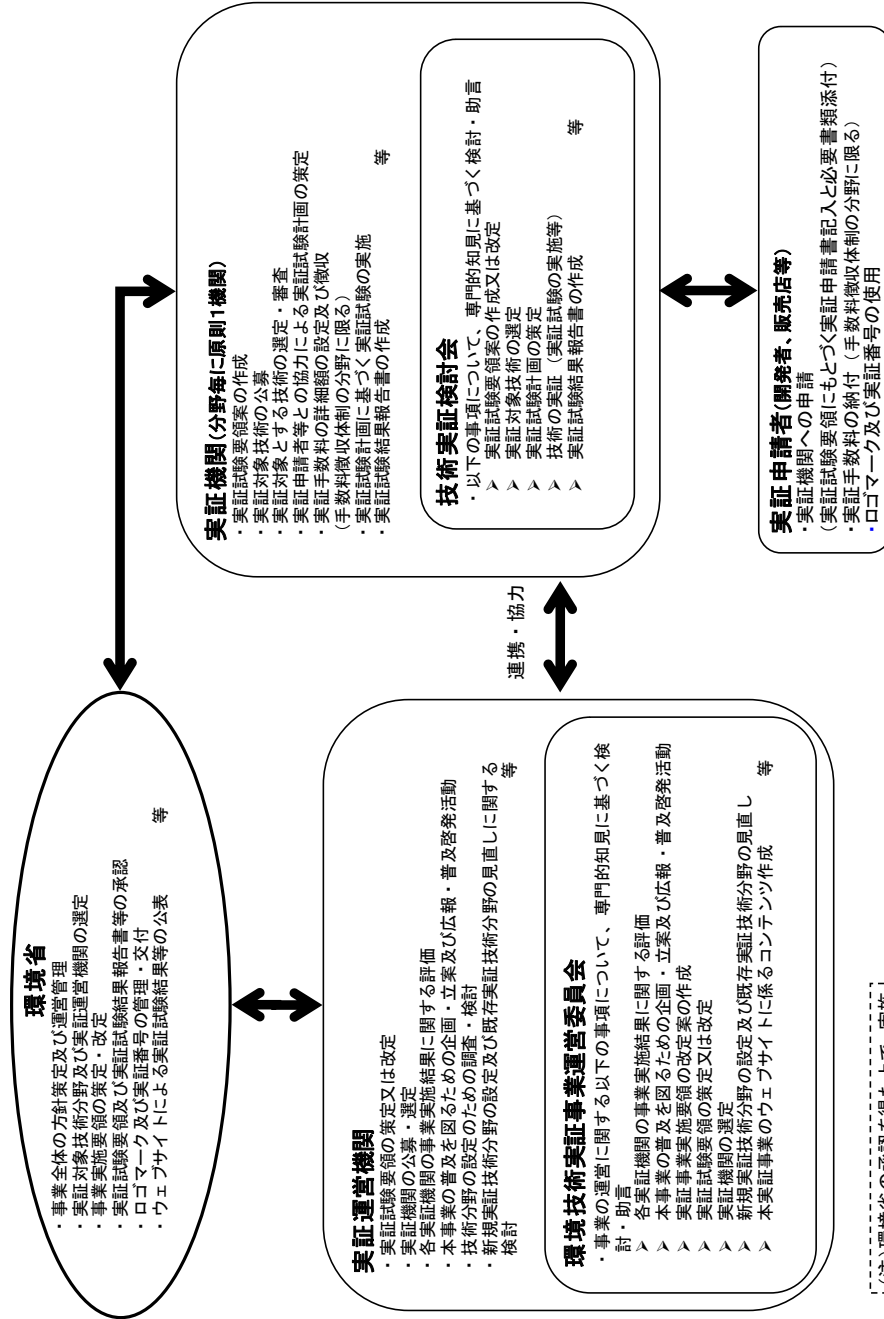 環境省
・事業全体の方針策定及び運営管理
・実証対象技術分野及び実証運営機関の選定
・事業実施要領の策定・改定
・実証試験要領及び実証試験結果報告書等の承認
・ロゴマーク及び実証番号の管理・交付
・ウェブサイトによる実証試験結果等の公表　等
実証運営機関
・実証試験要領の策定又は改定
・実証機関の公募・選定
・各実証機関の事業実施結果に関する評価
・本事業の普及を図るための企画・立案及び広報・普及啓発活動
・技術分野の設定のための調査・検討
・新規実証技術分野の設定及び既存実証技術分野の見直しに関する
検討　等
環境技術実証事業運営委員会
・事業の運営に関する以下の事項について、専門的知見に基づく検
討・助言
➢ 各実証機関の事業実施結果に関する評価
➢ 本事業の普及を図るための企画・立案及び広報・普及啓発活動
➢ 実証事業実施要領の改定案の作成
➢ 実証試験要領の策定又は改定
➢ 実証機関の選定
➢ 新規実証技術分野の設定及び既存実証技術分野の見直し
➢ 本実証事業のウェブサイトに係るコンテンツ作成　等
連携・協力
実証機関(分野毎に原則1機関)
・実証試験要領案の作成
・実証対象技術の公募
・実証対象とする技術の選定・審査
・実証申請者等との協力による実証試験計画の策定
・実証手数料の詳細額の設定及び徴収
(手数料徴収体制の分野に限る)
・実証試験計画に基づく実証試験の実施
・実証試験結果報告書の作成　等
技術実証検討会
・以下の事項について、専門的知見に基づく検討・助言
➢ 実証試験要領案の作成又は改定
➢ 実証対象技術の選定
➢ 実証試験計画の策定
➢ 技術の実証（実証試験の実施等）
➢ 実証試験結果報告書の作成　等
実証申請者(開発者、販売店等)
・実証機関への申請
(実証試験要領にもとづく実証申請書記入と必要書類添付)
・実証手数料の納付（手数料徴収体制の分野に限る）
・ロゴマーク及び実証番号の使用